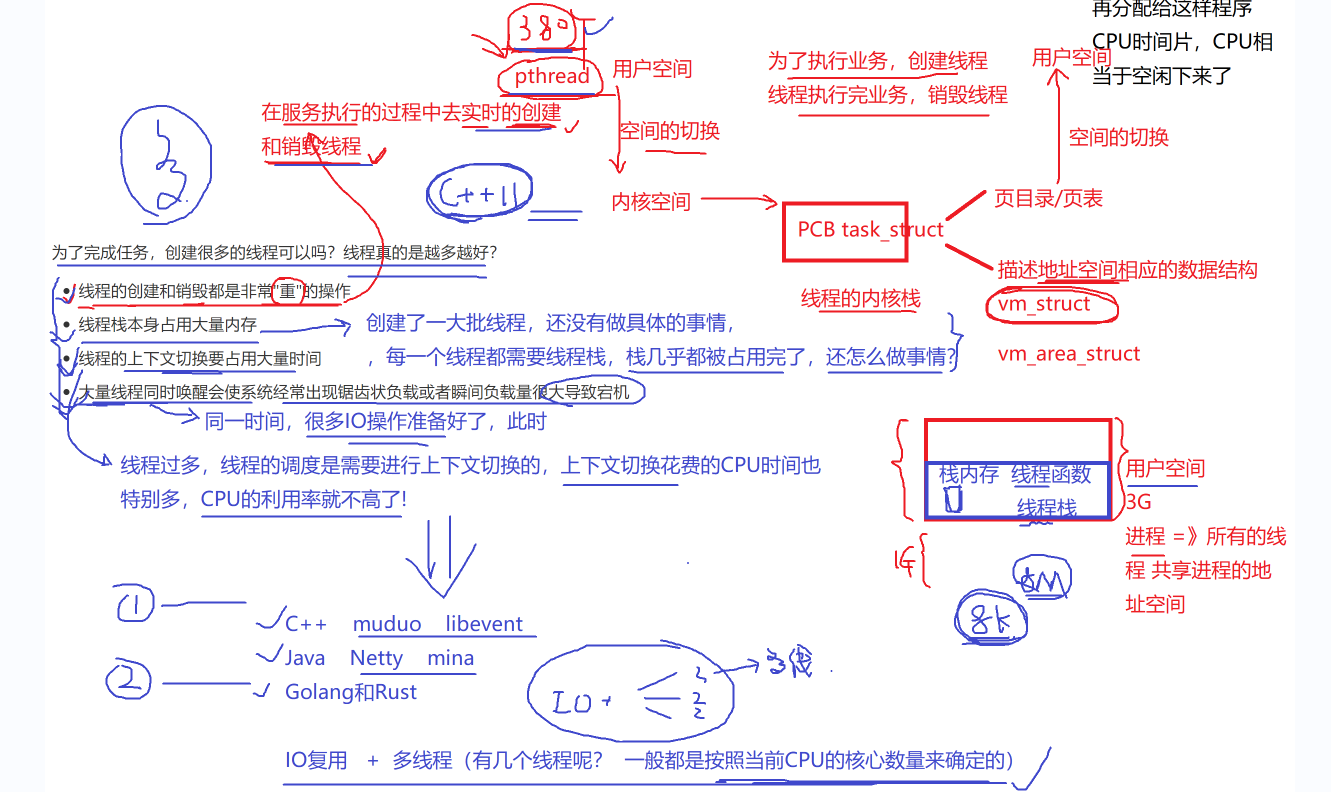 再分配给这样程序
CPU时间片，CPU相
当于空闲下来了
380
pthread
用户空间
为了执行业务，创建线程
线程执行完业务，销毁线程
用户空间
在服务执行的过程中去实时的创建
和销毁线程
空间的切换
空间的切换
C++11
内核空间
PCB task_struct
页目录/页表
描述地址空间相应的数据结构
vm_struct
vm_area_struct
线程的内核栈
为了完成任务，创建很多的线程可以吗？线程真的是越多越好？
• 线程的创建和销毁都是非常"重"的操作
• 线程栈本身占用大量内存
创建了一大批线程，还没有做具体的事情，
• 线程的上下文切换要占用大量时间
，每一个线程都需要线程栈，栈几乎都被占用完了，还怎么做事情？
• 大量线程同时唤醒会使系统经常出现锯齿状负载或者瞬间负载量很大导致宕机
同一时间，很多IO操作准备好了，此时
线程过多，线程的调度是需要进行上下文切换的，上下文切换花费的CPU时间也
特别多，CPU的利用率就不高了!
栈内存 线程函数
线程栈
用户空间
3G
进程 =》所有的线
程 共享进程的地
址空间
1G
8M
8k
①
②
C++ muduo libevent
Java Netty mina
Golang和Rust
IO +
IO复用 + 多线程（有几个线程呢？ 一般都是按照当前CPU的核心数量来确定的）